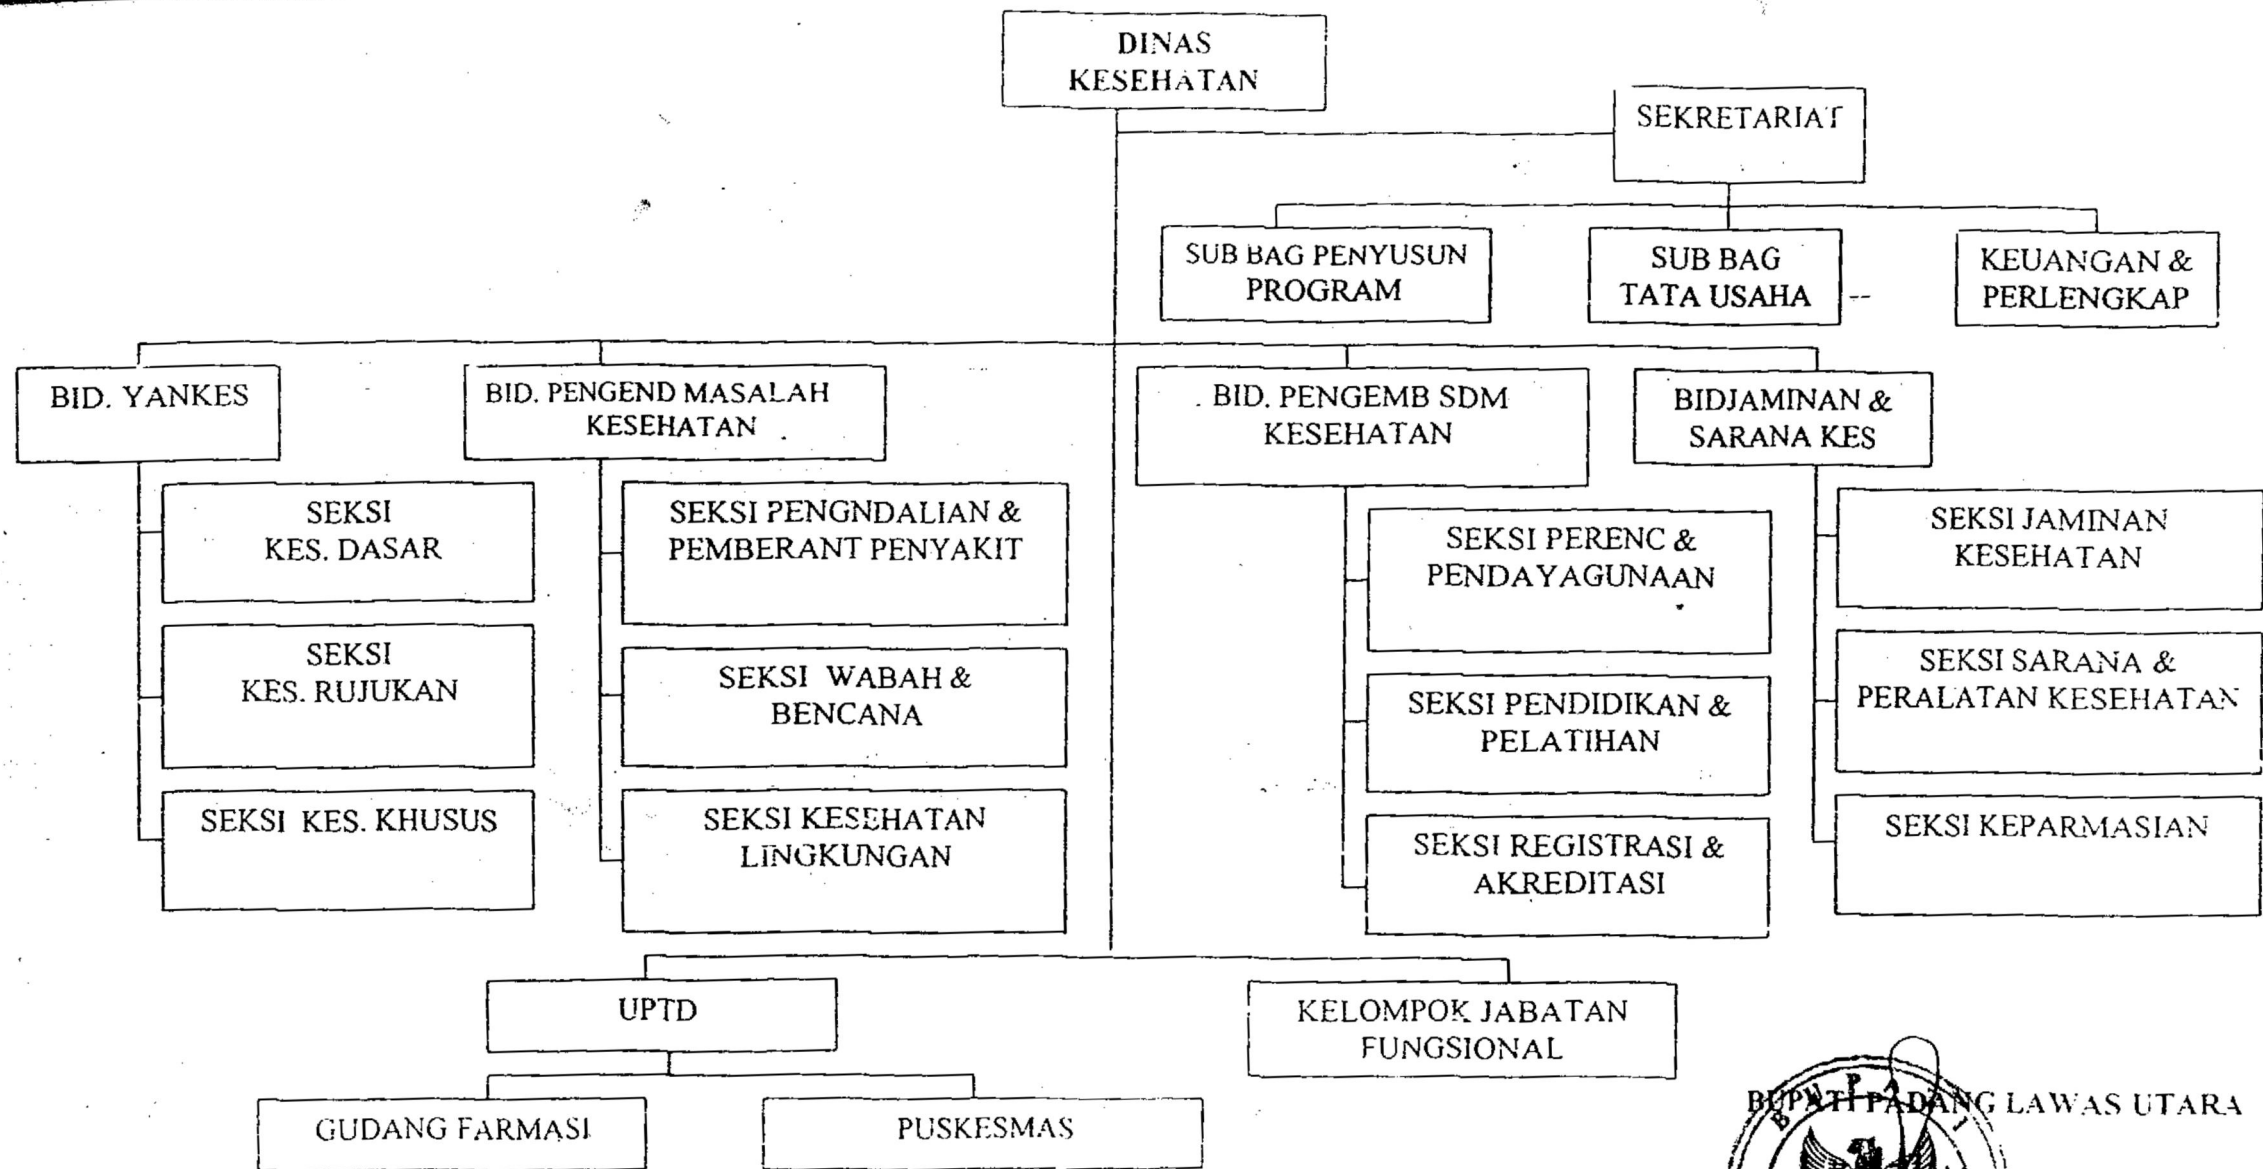 DINAS
KESEHATAN
SEKRETARIAT
SUB BAG PENYUSUN
PROGRAM
SUB BAG
TATA USAHA
KEUANGAN &
PERLENGKAP
BID. YANKES
BID. PENGEND MASALAH
KESEHATAN
BID. PENGEMB SDM
KESEHATAN
BIDJAMINAN &
SARANA KES
SEKSI
KES. DASAR
SEKSI
KES. RUJUKAN
SEKSI KES. KHUSUS
SEKSI PENGNDALIAN &
PEMBERANT PENYAKIT
SEKSI WABAH &
BENCANA
SEKSI KESEHATAN
LINGKUNGAN
SEKSI PERENC &
PENDAYAGUNAAN
SEKSI PENDIDIKAN &
PELATIHAN
SEKSI REGISTRASI &
AKREDITASI
SEKSI JAMINAN
KESEHATAN
SEKSI SARANA &
PERALATAN KESEHATAN
SEKSI KEPARMASIAN
UPTD
KELOMPOK JABATAN
FUNGSIONAL
GUDANG FARMASI
PUSKESMAS
BUPATI PADANG LAWAS UTARA
BUPATI